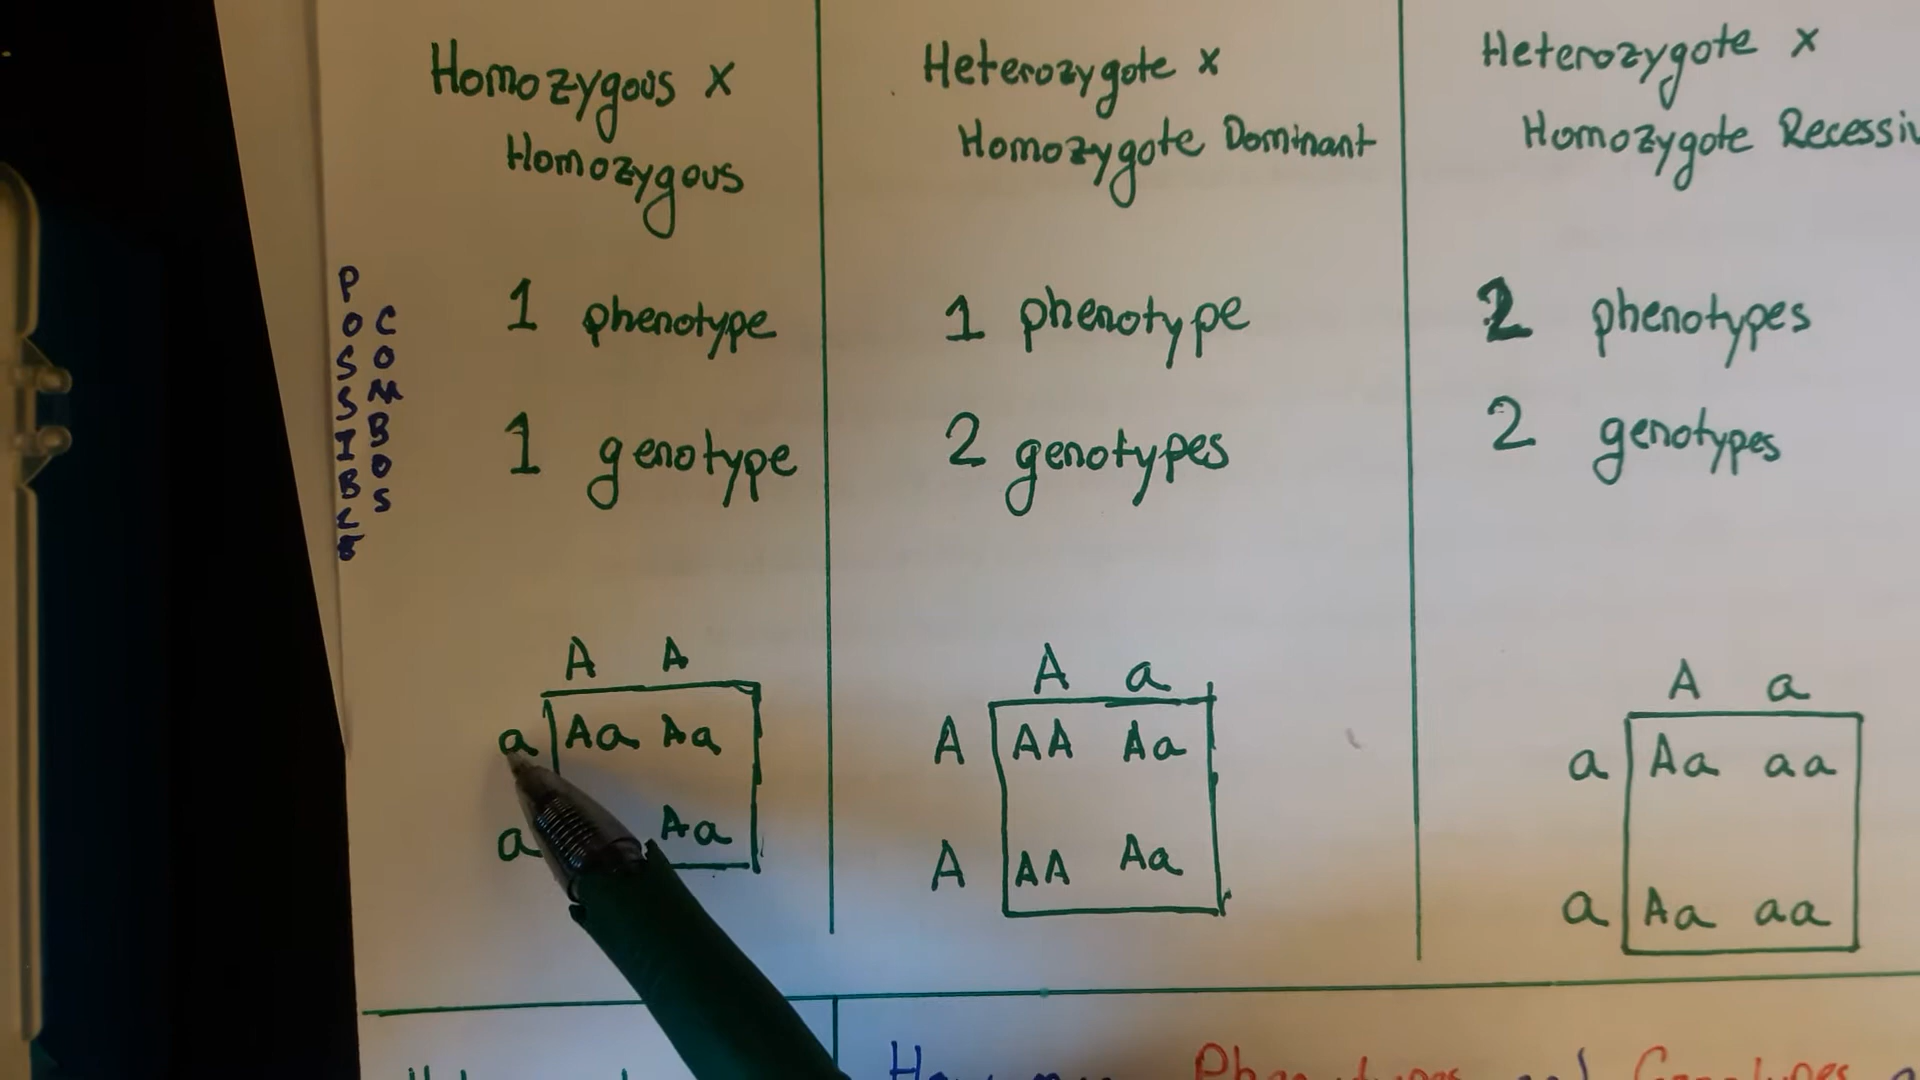 Homozygous x
Homozygous
1 phenotype
1 genotype
A A
a Aa Aa
a Aa
Heterozygote x
Homozygote Dominant
1 phenotype
2 genotypes
A a
A AA Aa
A AA Aa
Heterozygote x
Homozygote Recessiv
2 phenotypes
2 genotypes
A a
a Aa aa
a Aa aa
POSSIBLE
COMBOS